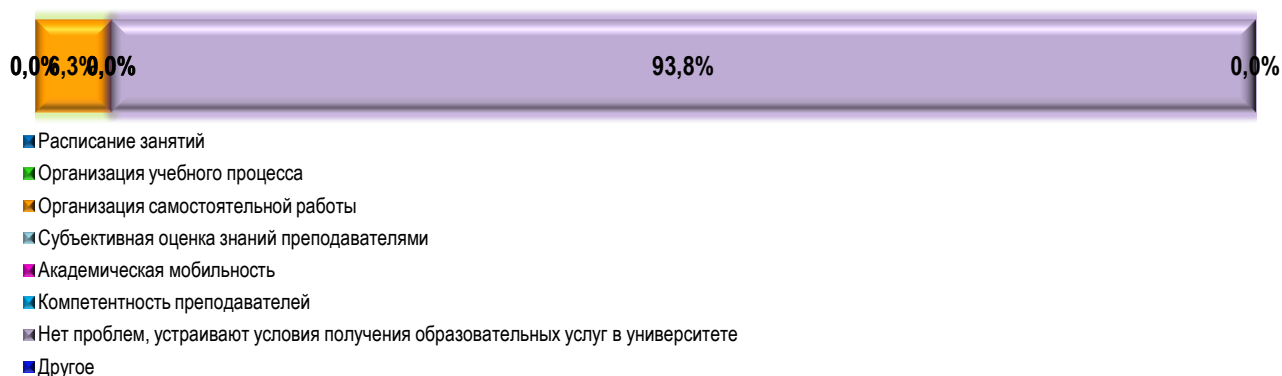 0,0% 6,3% 0,0% 93,8% 0,0%
Расписание занятий
Организация учебного процесса
Организация самостоятельной работы
Субъективная оценка знаний преподавателями
Академическая мобильность
Компетентность преподавателей
Нет проблем, устраивают условия получения образовательных услуг в университете
Другое